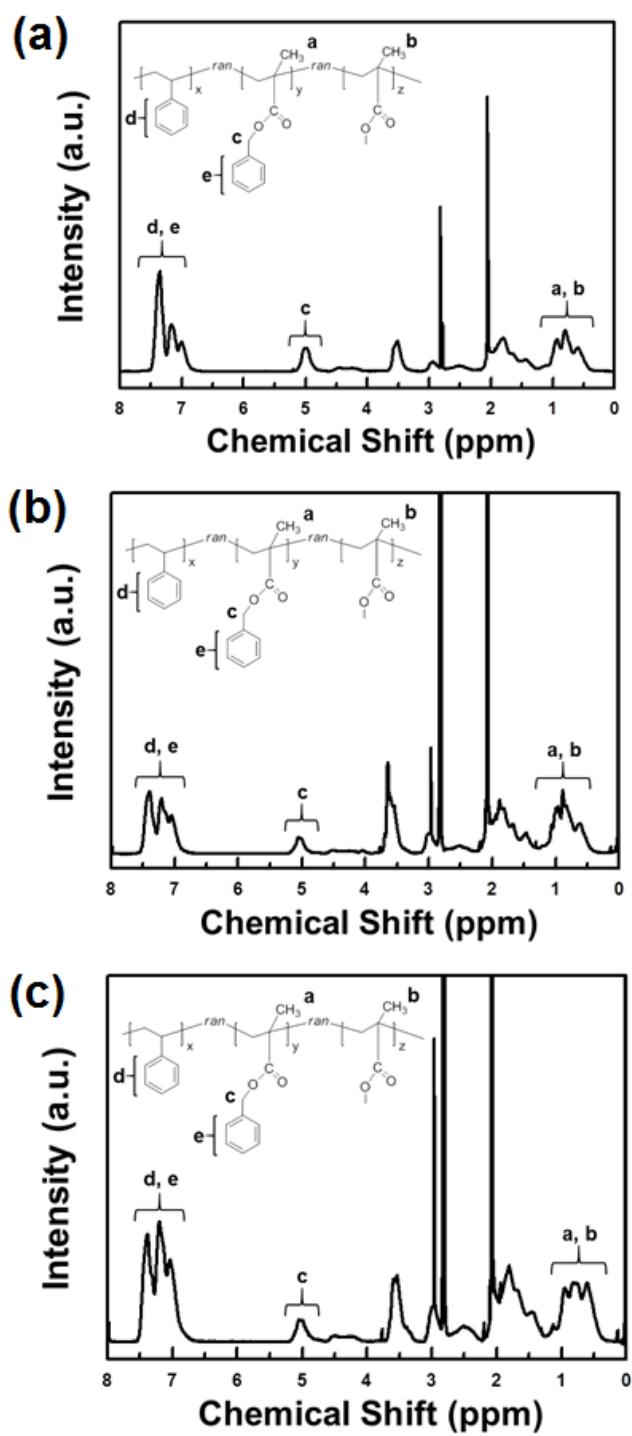 (a)
Intensity (a.u.)
a
b
ran
CH3
ran
CH3
x
y
z
d
O
O
O
O
c
e
d, e
c
a, b
8 7 6 5 4 3 2 1 0
Chemical Shift (ppm)
(b)
Intensity (a.u.)
a
b
ran
CH3
ran
CH3
x
y
z
d
C
O
C
O
O
O
c
e
d, e
c
a, b
8 7 6 5 4 3 2 1 0
Chemical Shift (ppm)
(c)
Intensity (a.u.)
a
b
ran
CH3
ran
CH3
x
y
z
d
C
O
C
O
O
O
c
e
d, e
c
a, b
8 7 6 5 4 3 2 1 0
Chemical Shift (ppm)